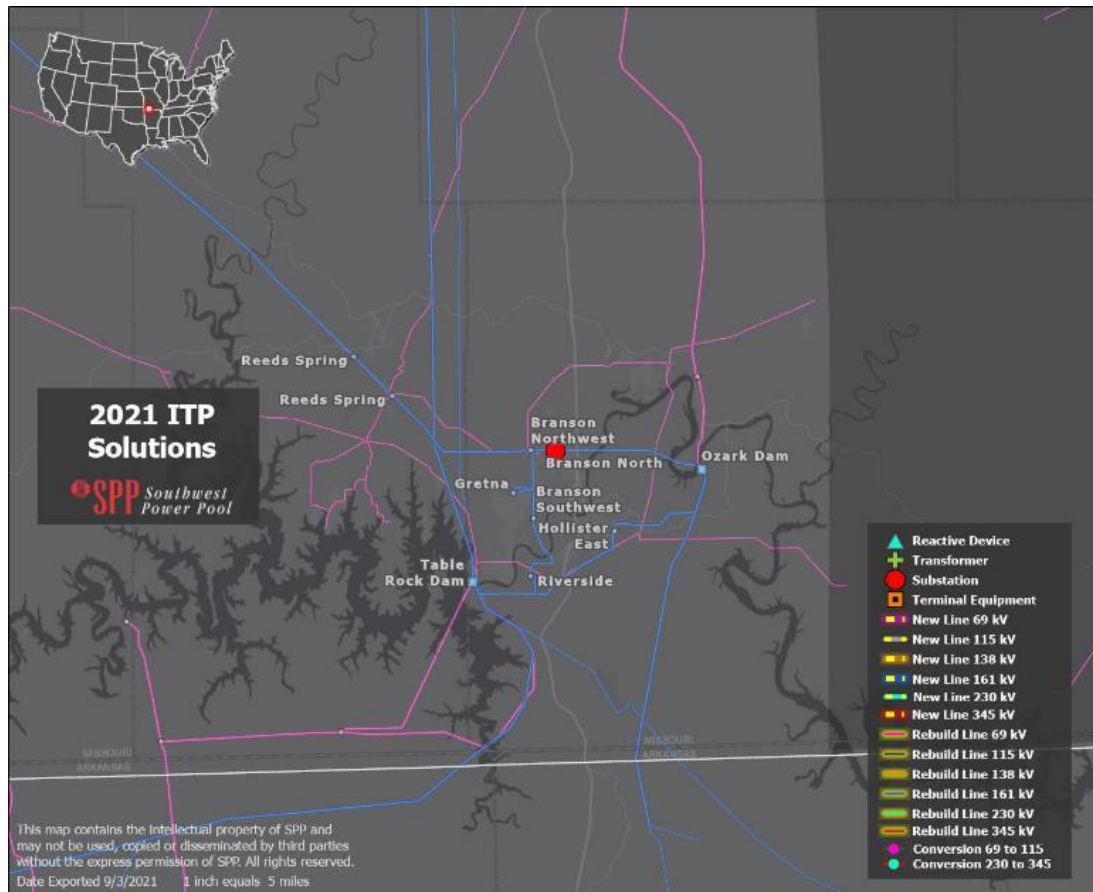 2021 ITP
Solutions
SPP Southwest
Power Pool
Reeds Spring
Reeds Spring
Branson
Northwest
Branson North
Ozark Dam
Gretna
Branson
Southwest
Hollister
East
Table
Rock Dam
Riverside
MISSOURI
ARKANSAS
MISSOURI
ARKANSAS
Reactive Device
Transformer
Substation
Terminal Equipment
New Line 69 kV
New Line 115 kV
New Line 138 kV
New Line 161 kV
New Line 230 kV
New Line 345 kV
Rebuild Line 69 kV
Rebuild Line 115 kV
Rebuild Line 138 kV
Rebuild Line 161 kV
Rebuild Line 230 kV
Rebuild Line 345 kV
Conversion 69 to 115
Conversion 230 to 345
This map contains the intellectual property of SPP and
may not be used, copied or disseminated by third parties
without the express permission of SPP. All rights reserved.
Date Exported 9/3/2021 1 inch equals 5 miles